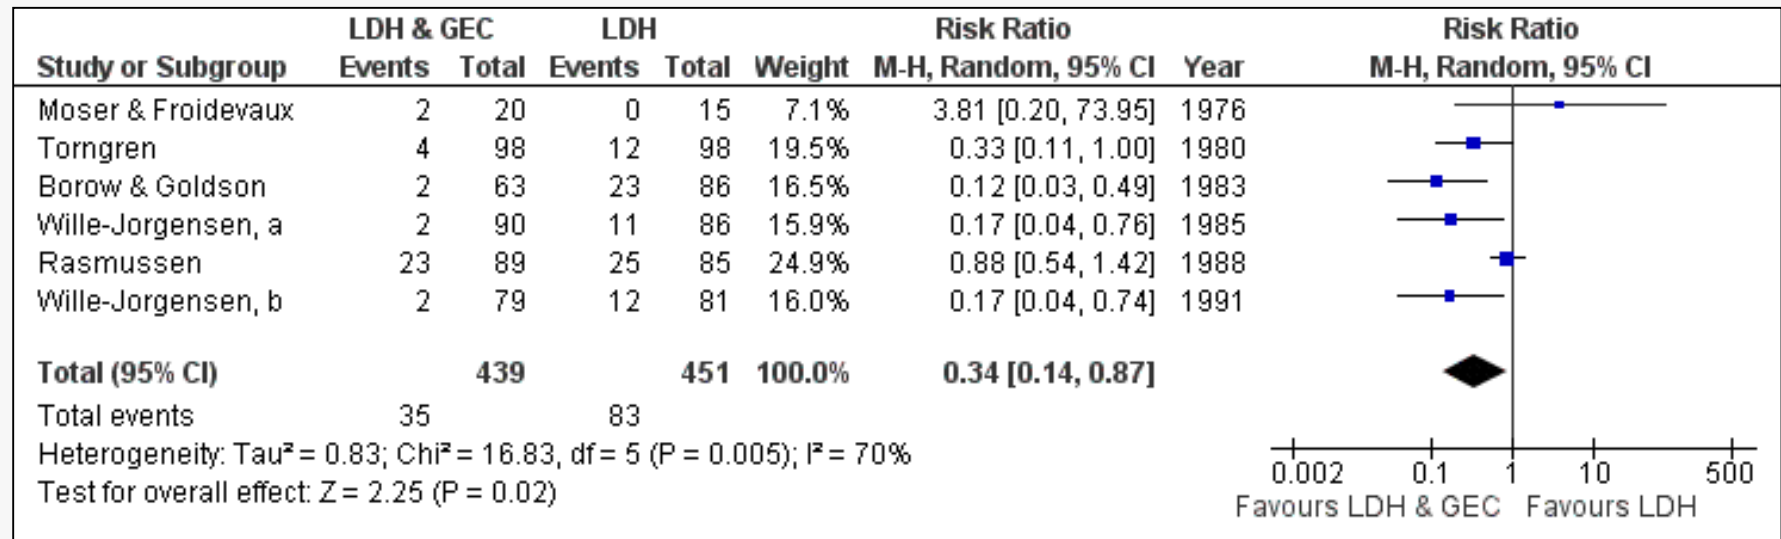 LDH & GEC LDH Risk Ratio Risk Ratio
Study or Subgroup Events Total Events Total Weight M-H, Random, 95% CI Year M-H, Random, 95% CI
Moser & Froidevaux 2 20 0 15 7.1% 3.81 [0.20, 73.95] 1976
Torngren 4 98 12 98 19.5% 0.33 [0.11, 1.00] 1980
Borow & Goldson 2 63 23 86 16.5% 0.12 [0.03, 0.49] 1983
Wille-Jorgensen, a 2 90 11 86 15.9% 0.17 [0.04, 0.76] 1985
Rasmussen 23 89 25 85 24.9% 0.88 [0.54, 1.42] 1988
Wille-Jorgensen, b 2 79 12 81 16.0% 0.17 [0.04, 0.74] 1991
Total (95% CI) 439 451 100.0% 0.34 [0.14, 0.87]
Total events 35 83
Heterogeneity: Tau² = 0.83; Chi² = 16.83, df = 5 (P = 0.005); I² = 70%
Test for overall effect: Z = 2.25 (P = 0.02)
0.002 0.1 1 10 500
Favours LDH & GEC Favours LDH